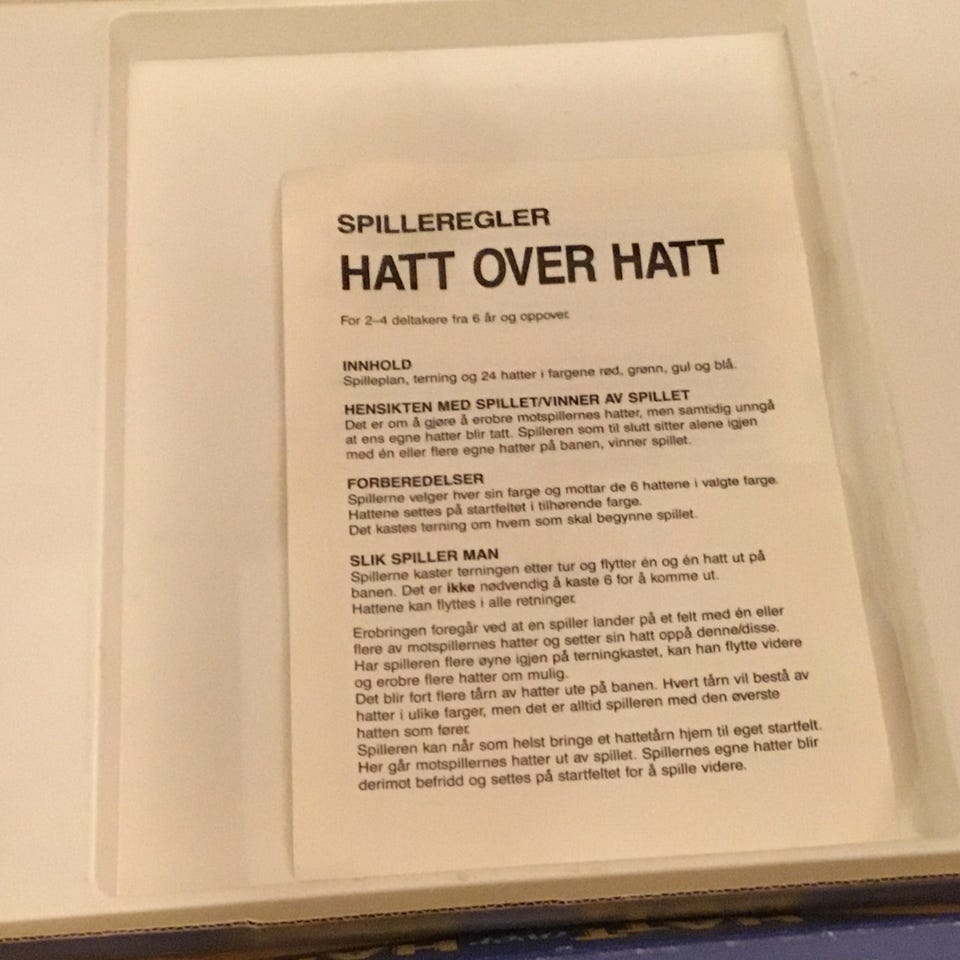 SPILLEREGLER
HATT OVER HATT
For 2–4 deltakere fra 6 år og oppover.
INNHOLD
Spilleplan, terning og 24 hatter i fargene rød, grønn, gul og blå.
HENSIKTEN MED SPILLET/VINNER AV SPILLET
Det er om å gjøre å erobre motspillernes hatter, men samtidig unngå
at ens egne hatter blir tatt. Spilleren som til slutt sitter alene igjen
med én eller flere egne hatter på banen, vinner spillet.
FORBEREDELSER
Spillerne velger hver sin farge og mottar de 6 hattene i valgte farge.
Hattene settes på startfeltet i tilhørende farge.
Det kastes terning om hvem som skal begynne spillet.
SLIK SPILLER MAN
Spillerne kaster terningen etter tur og flytter én og én hatt ut på
banen. Det er ikke nødvendig å kaste 6 for å komme ut.
Hattene kan flyttes i alle retninger.
Erobringen foregår ved at en spiller lander på et felt med én eller
flere av motspillernes hatter og setter sin hatt oppå denne/disse.
Har spilleren flere øyne igjen på terningkastet, kan han flytte videre
og erobre flere hatter om mulig.
Det blir fort flere tårn av hatter ute på banen. Hvert tårn vil bestå av
hatter i ulike farger, men det er alltid spilleren med den øverste
hatten som fører.
Spilleren kan når som helst bringe et hattetårn hjem til eget startfelt.
Her går motspillernes hatter ut av spillet. Spillernes egne hatter blir
derimot befridd og settes på startfeltet for å spille videre.